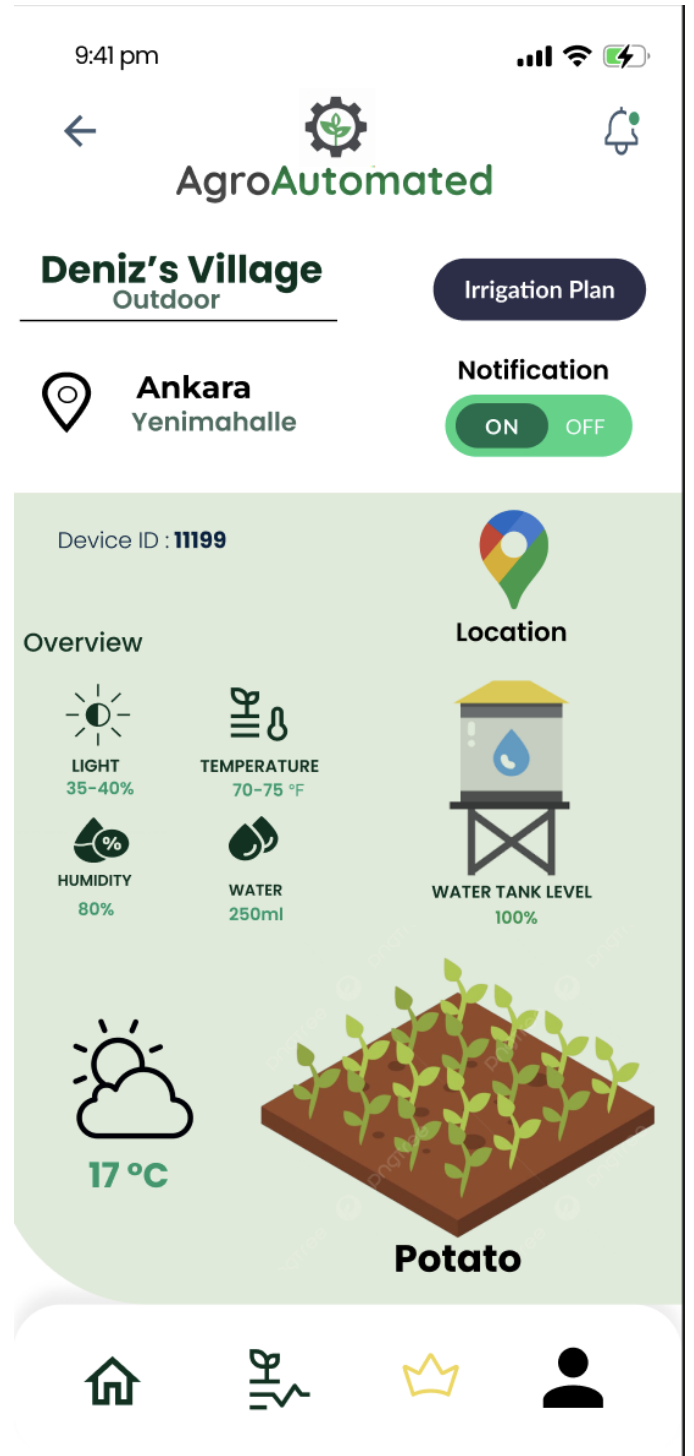 9:41 pm
AgroAutomated
Deniz's Village
Outdoor
Irrigation Plan
Ankara
Yenimahalle
Notification
ON OFF
Device ID : 11199
Location
Overview
LIGHT
35-40%
TEMPERATURE
70-75 °F
%
HUMIDITY
80%
WATER
250ml
WATER TANK LEVEL
100%
17 °C
Potato
pngtree